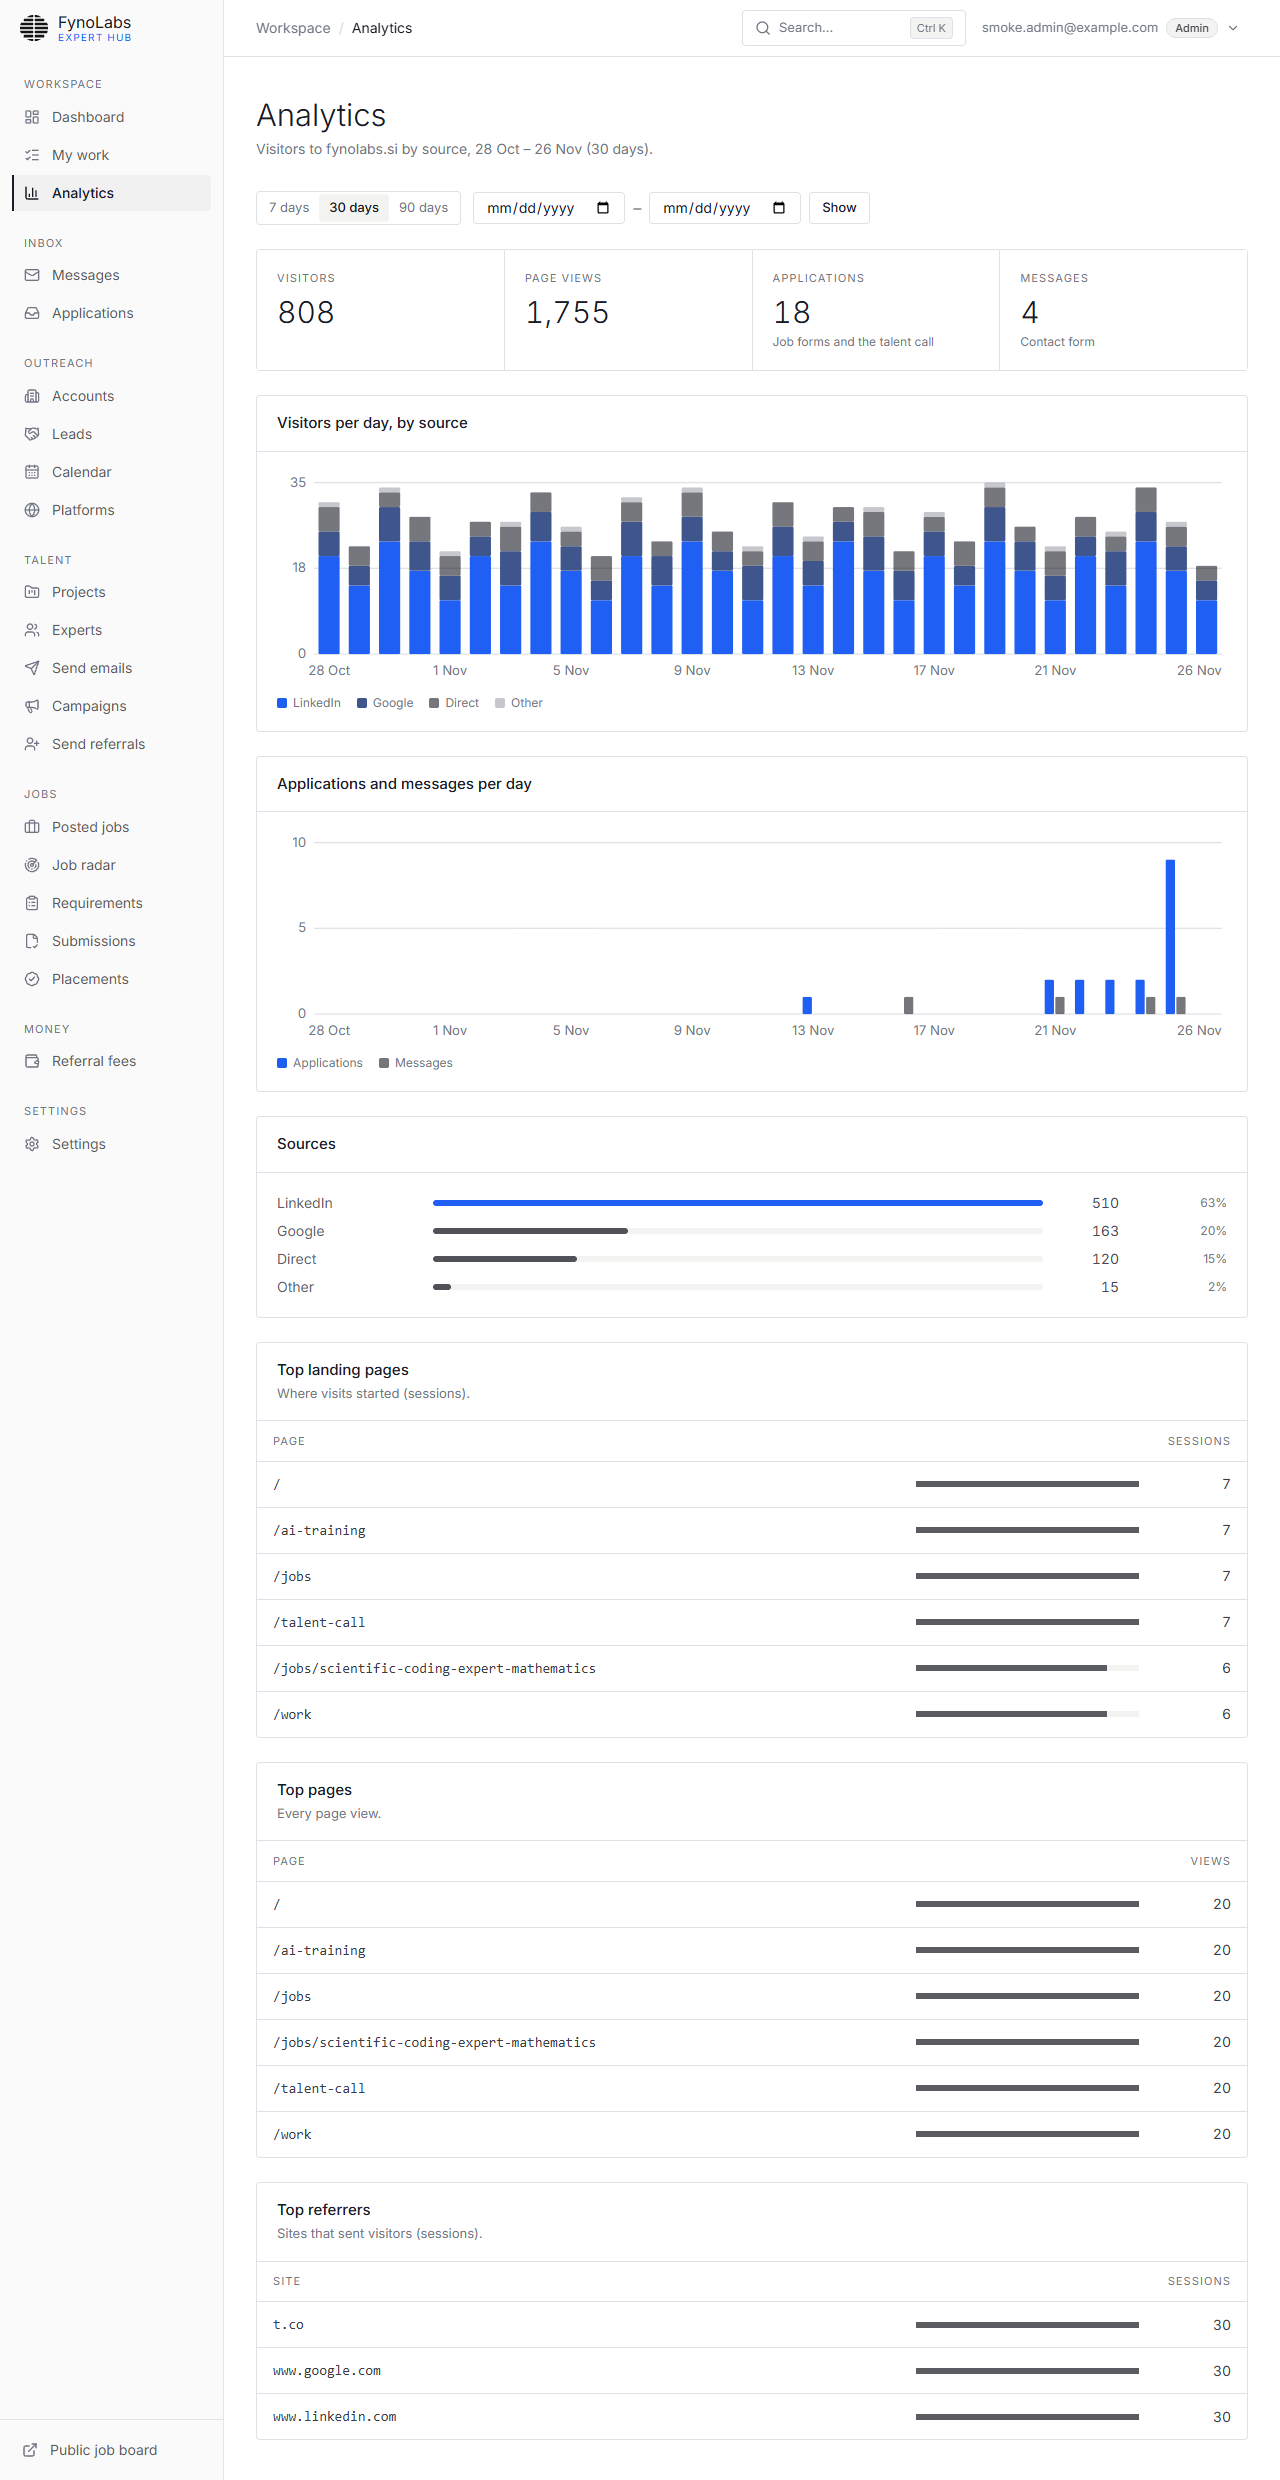 FynoLabs
EXPERT HUB
WORKSPACE
Dashboard
My work
Analytics
INBOX
Messages
Applications
OUTREACH
Accounts
Leads
Calendar
Platforms
TALENT
Projects
Experts
Send emails
Campaigns
Send referrals
JOBS
Posted jobs
Job radar
Requirements
Submissions
Placements
MONEY
Referral fees
SETTINGS
Settings
Public job board
Workspace / Analytics
Search... Ctrl K
smoke.admin@example.com Admin
Analytics
Visitors to fynolabs.si by source, 28 Oct – 26 Nov (30 days).
7 days 30 days 90 days mm/dd/yyyy – mm/dd/yyyy Show
VISITORS
808
PAGE VIEWS
1,755
APPLICATIONS
18
Job forms and the talent call
MESSAGES
4
Contact form
Visitors per day, by source
35
18
0
28 Oct 1 Nov 5 Nov 9 Nov 13 Nov 17 Nov 21 Nov 26 Nov
LinkedIn Google Direct Other
Applications and messages per day
10
5
0
28 Oct 1 Nov 5 Nov 9 Nov 13 Nov 17 Nov 21 Nov 26 Nov
Applications Messages
Sources
LinkedIn 510 63%
Google 163 20%
Direct 120 15%
Other 15 2%
Top landing pages
Where visits started (sessions).
PAGE SESSIONS
/ 7
/ai-training 7
/jobs 7
/talent-call 7
/jobs/scientific-coding-expert-mathematics 6
/work 6
Top pages
Every page view.
PAGE VIEWS
/ 20
/ai-training 20
/jobs 20
/jobs/scientific-coding-expert-mathematics 20
/talent-call 20
/work 20
Top referrers
Sites that sent visitors (sessions).
SITE SESSIONS
t.co 30
www.google.com 30
www.linkedin.com 30